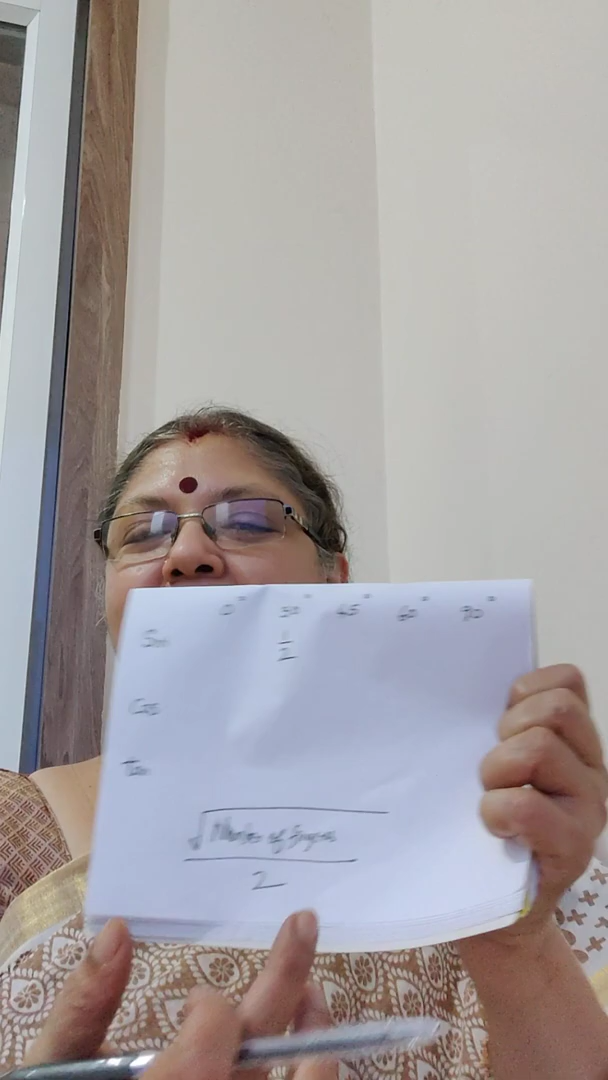 0° 30° 45° 60° 90°
Sin 1/2
Cos
Tan
√Number of fingers
2